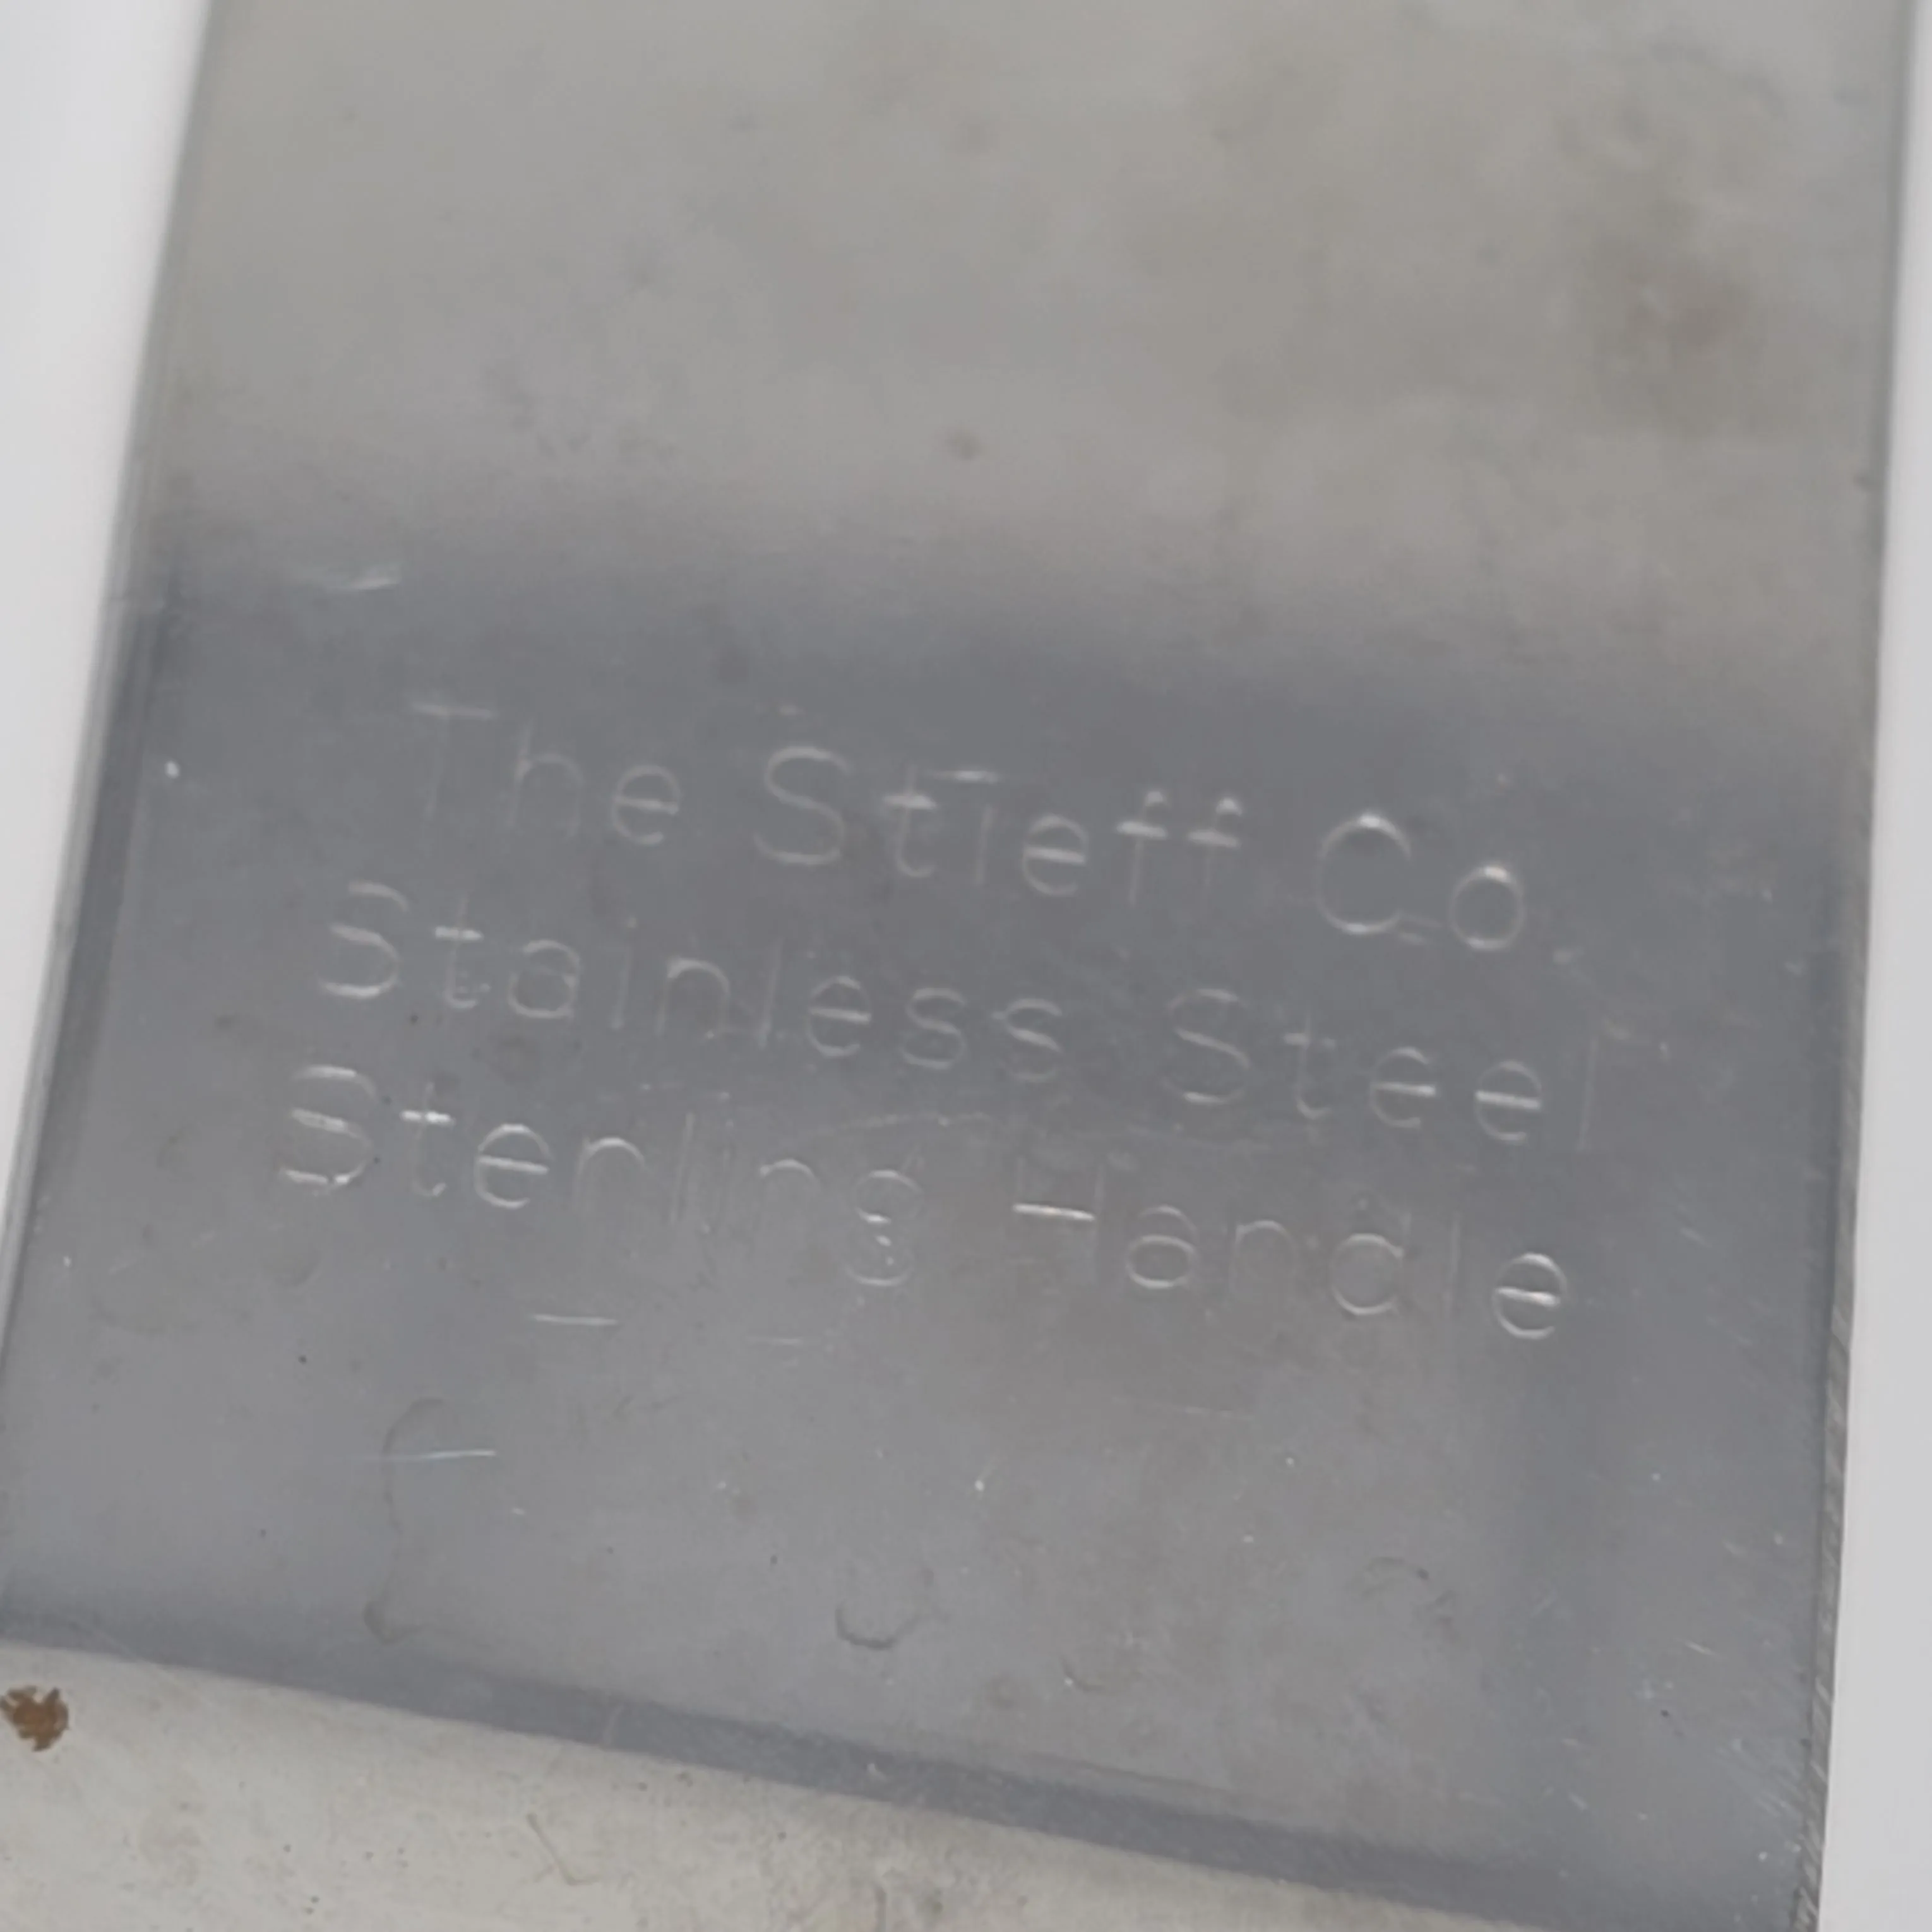 The Stieff Co.
Stainless Steel
Sterling Handle